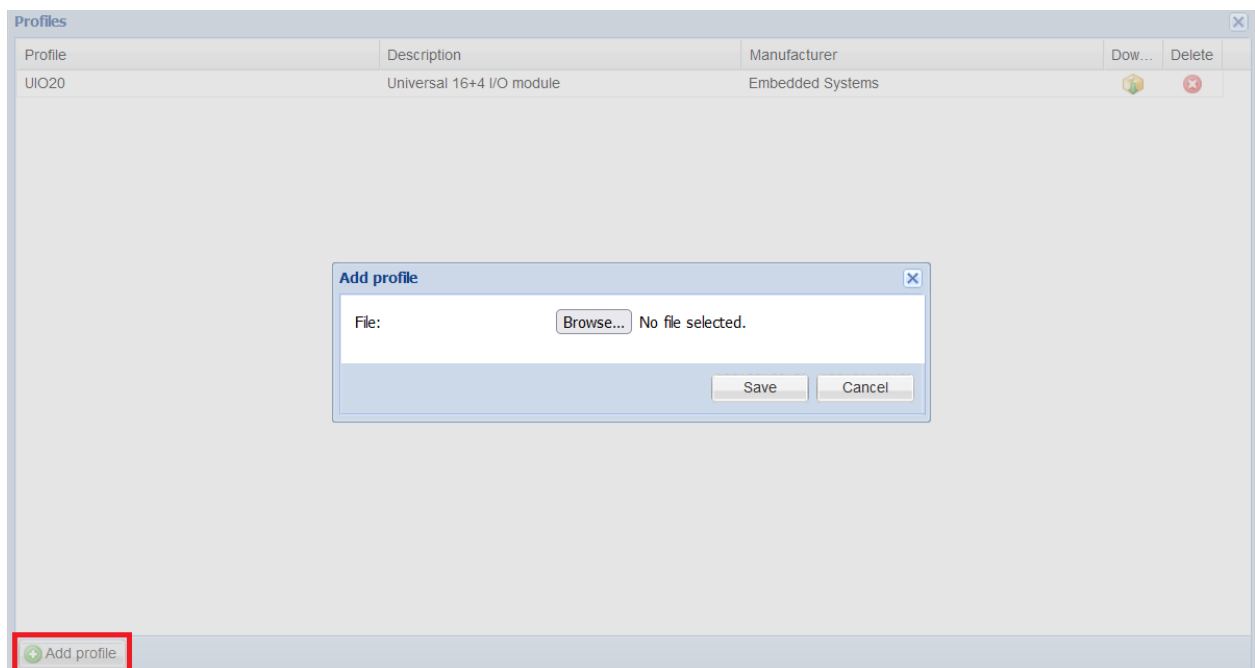 Profiles
Profile Description Manufacturer Dow... Delete
UIO20 Universal 16+4 I/O module Embedded Systems
Add profile
File: Browse... No file selected.
Save Cancel
Add profile